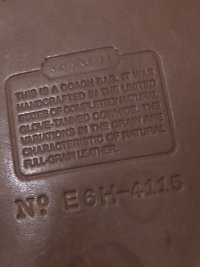 COACH
THIS IS A COACH BAG. IT WAS
HANDCRAFTED IN THE UNITED
STATES OF COMPLETELY NATURAL
GLOVE-TANNED COWHIDE. THE
VARIATIONS IN THE GRAIN ARE
CHARACTERISTIC OF NATURAL
FULL-GRAIN LEATHER.
Nº E6H-4115